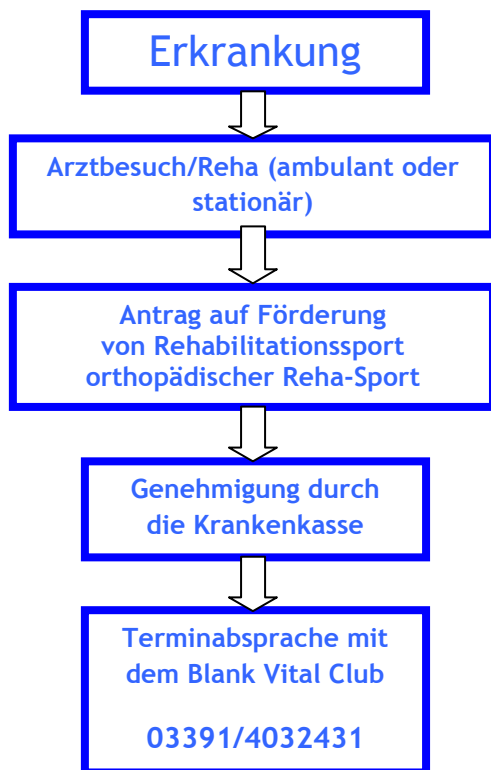 Erkrankung
Arztbesuch/Reha (ambulant oder
stationär)
Antrag auf Förderung
von Rehabilitationssport
orthopädischer Reha-Sport
Genehmigung durch
die Krankenkasse
Terminabsprache mit
dem Blank Vital Club
03391/4032431